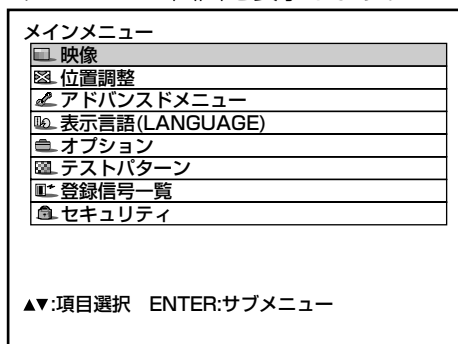 メインメニュー
映像
位置調整
アドバンスドメニュー
表示言語(LANGUAGE)
オプション
テストパターン
登録信号一覧
セキュリティ
▲▼:項目選択 ENTER:サブメニュー